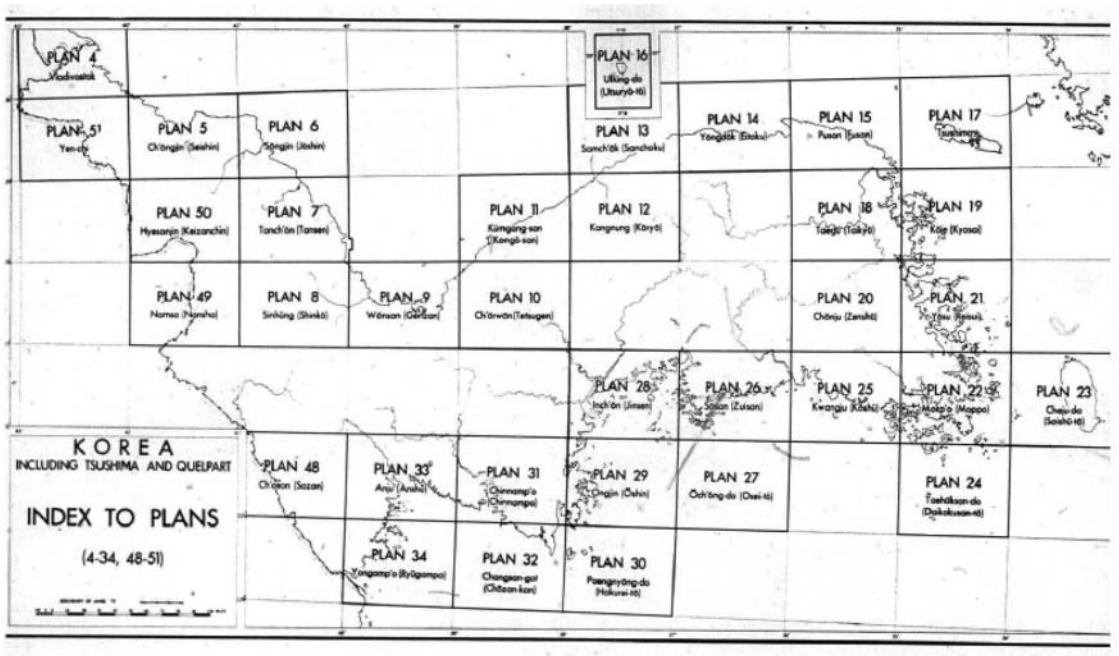 PLAN 4
Vladivostok
PLAN 16
Ullŭng-do
(Utsuryō-tō)
PLAN 51
Yen-chi
PLAN 5
Ch'ŏngjin (Seishin)
PLAN 6
Sŏngjin (Jōshin)
PLAN 13
Samch'ŏk (Sanchoku)
PLAN 14
Yŏngdŏk (Eitoku)
PLAN 15
Pusan (Fusan)
PLAN 17
Tsushima
PLAN 50
Hyesanjin (Keizanchin)
PLAN 7
Tanch'ŏn (Tansen)
PLAN 11
Kŭmgang-san
(Kongō-san)
PLAN 12
Kangnung (Kōryō)
PLAN 18
Taegu (Taikyū)
PLAN 19
Kŏje (Kyosai)
PLAN 49
Namsa (Nansha)
PLAN 8
Sinhŭng (Shinkō)
PLAN 9
Wŏnsan (Genzan)
PLAN 10
Ch'ŏrwŏn (Tetsugen)
PLAN 20
Chŏnju (Zenshū)
PLAN 21
Yŏsu (Reisui)
PLAN 28
Inch'ŏn (Jinsen)
PLAN 26
Sŏsan (Zuisan)
PLAN 25
Kwangju (Kōshū)
PLAN 22
Mokp'o (Moppo)
PLAN 23
Cheju-do
(Saishū-tō)
KOREA
INCLUDING TSUSHIMA AND QUELPART
INDEX TO PLANS
(4-34, 48-51)
PLAN 48
Ch'osan (Sozan)
PLAN 33
Anju (Anshū)
PLAN 31
Chinnamp'o
(Chinnampo)
PLAN 29
Ongjin (Ōshin)
PLAN 27
Ŏch'ŏng-do (Osei-tō)
PLAN 24
Taehŭksan-do
(Daikokusan-tō)
PLAN 34
Yongamp'o (Ryūgampo)
PLAN 32
Changsan-got
(Chōzan-kan)
PLAN 30
Paengnyŏng-do
(Hakurei-tō)